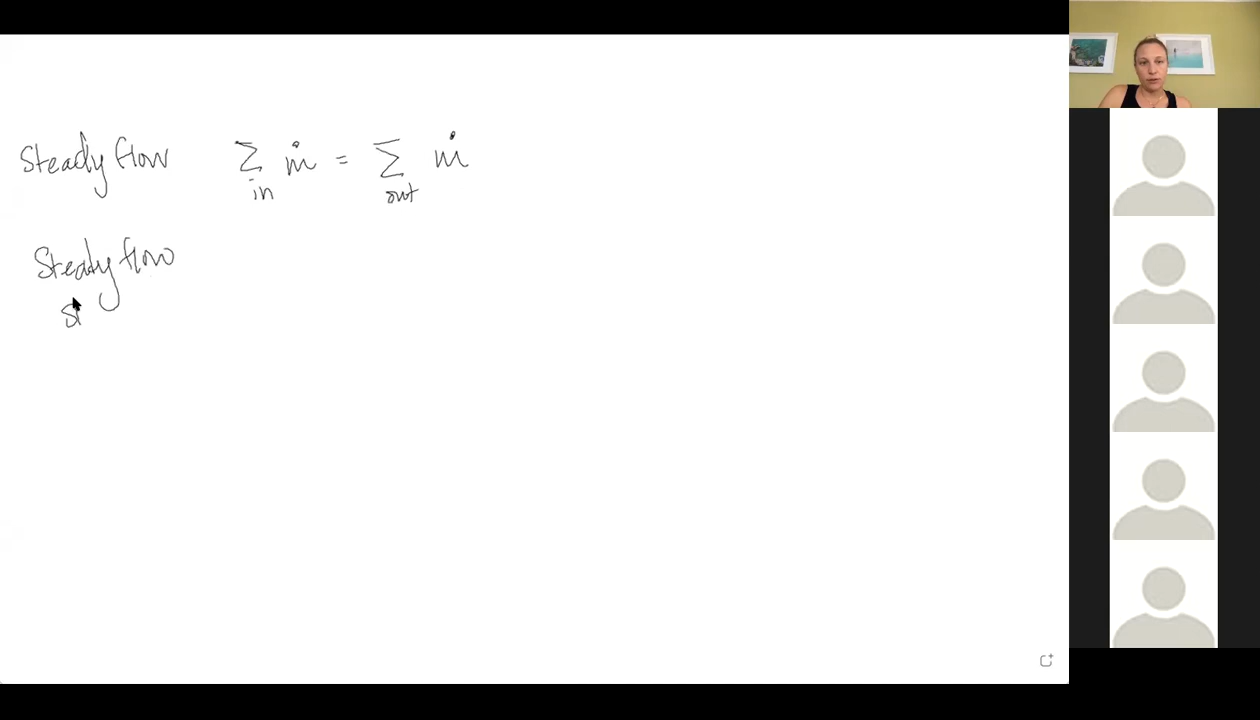 Steady flow Σ in ṁ = Σ out ṁ
Steady flow
s